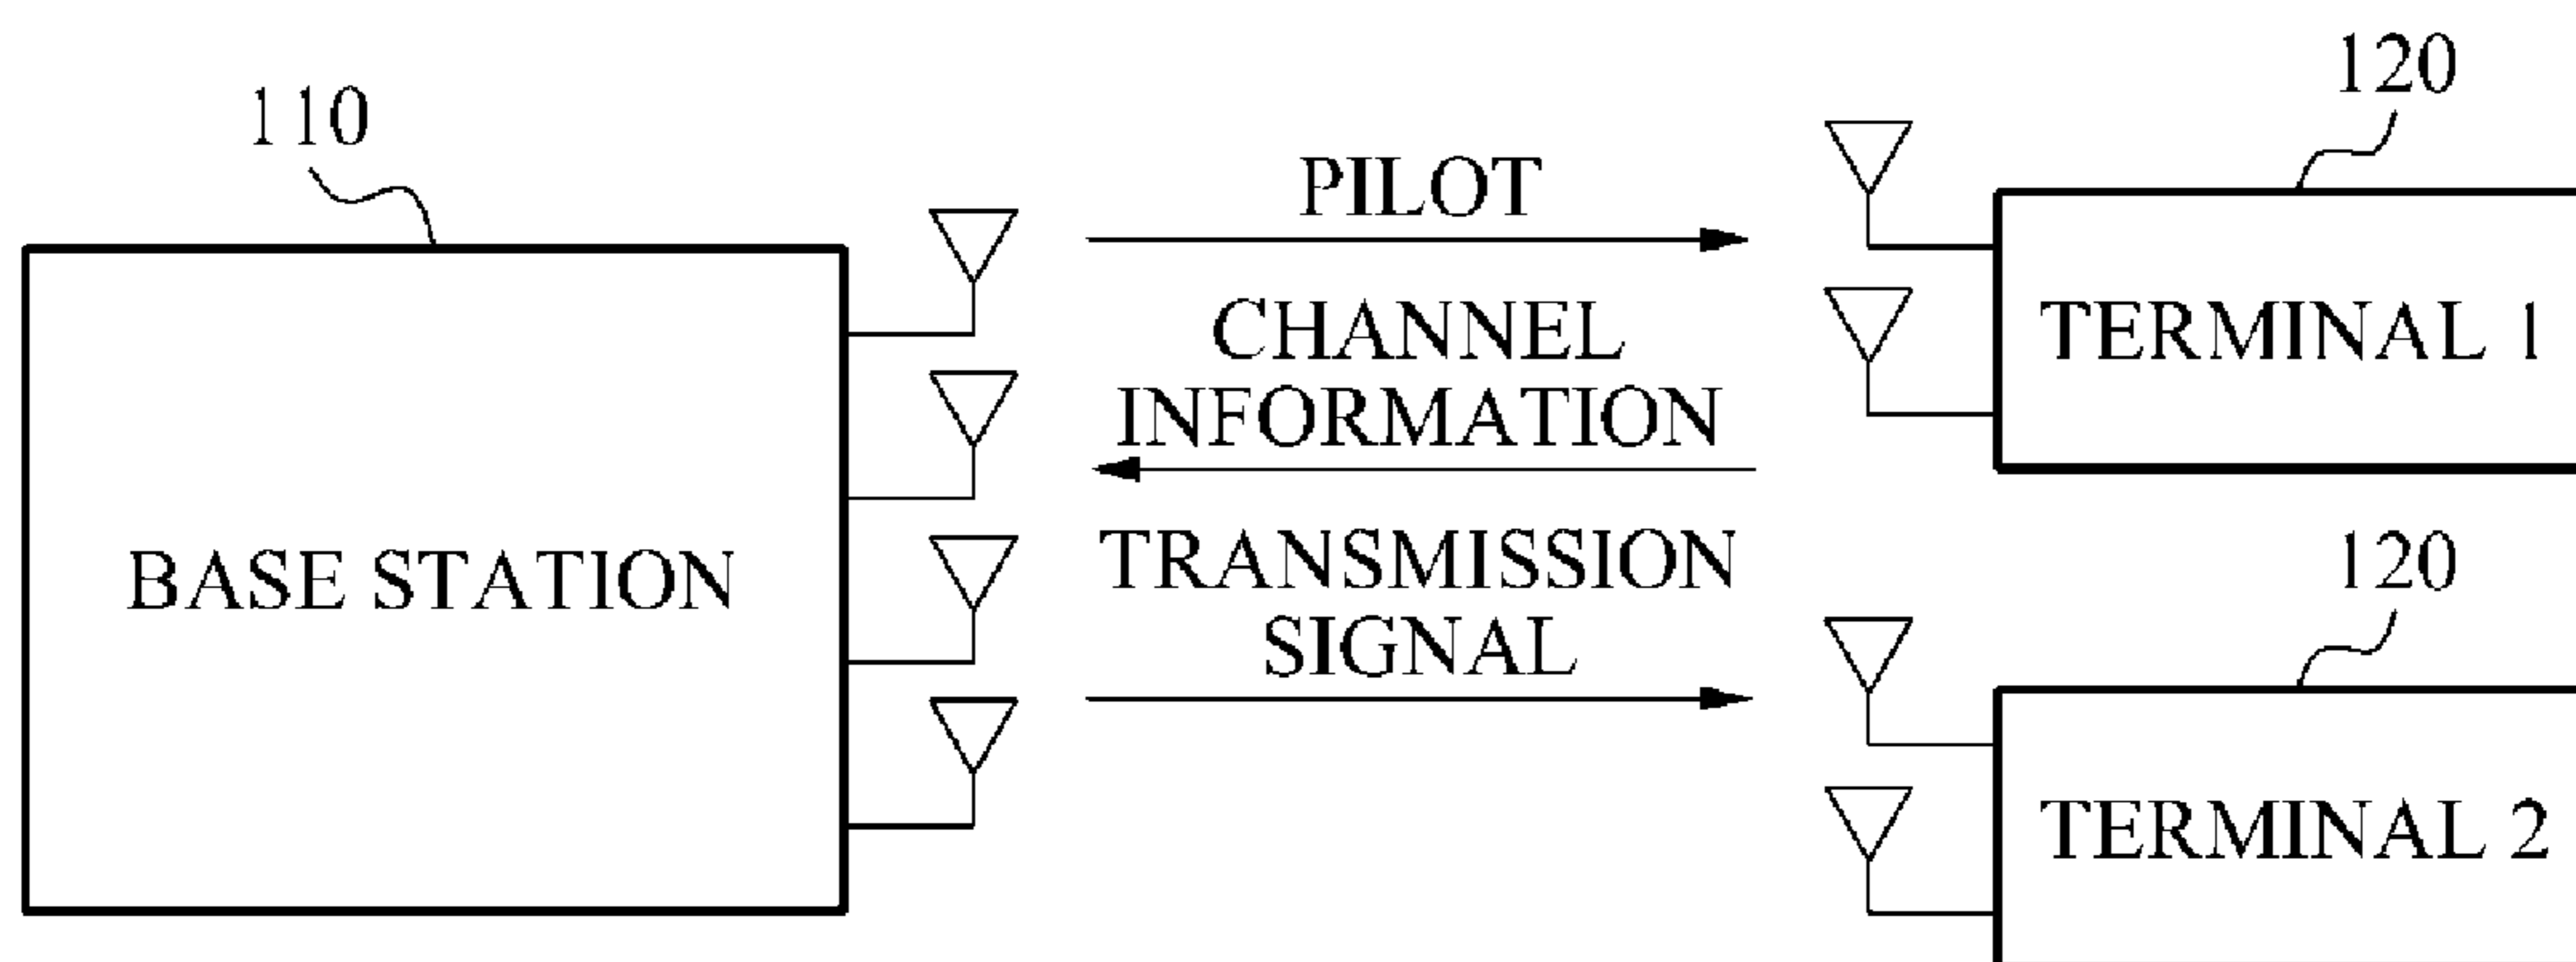 110
BASE STATION
PILOT
CHANNEL
INFORMATION
TRANSMISSION
SIGNAL
120
TERMINAL 1
120
TERMINAL 2